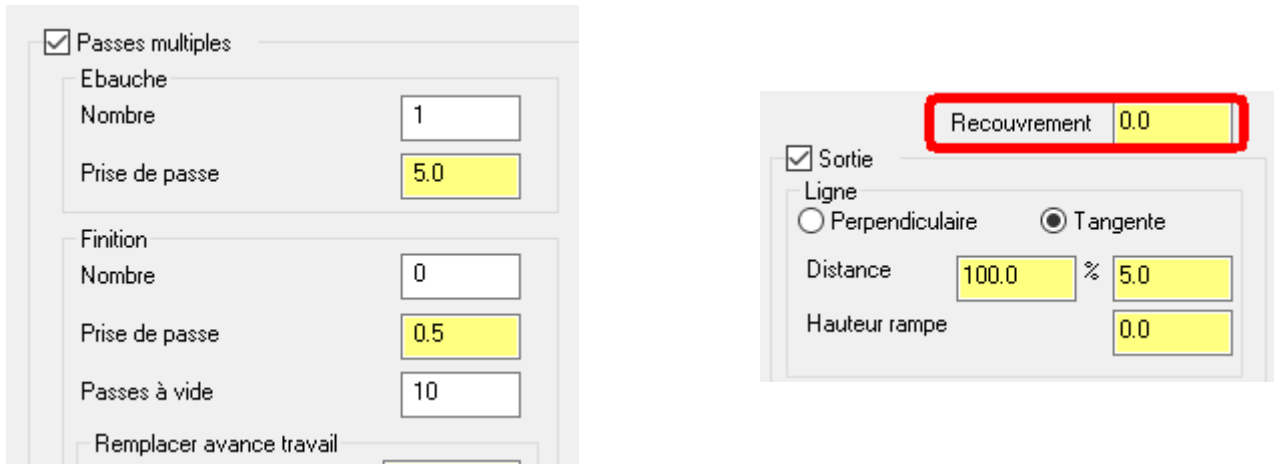 Passes multiples
Ebauche
Nombre 1
Prise de passe 5.0
Finition
Nombre 0
Prise de passe 0.5
Passes à vide 10
Remplacer avance travail
Recouvrement 0.0
Sortie
Ligne
Perpendiculaire Tangente
Distance 100.0 % 5.0
Hauteur rampe 0.0